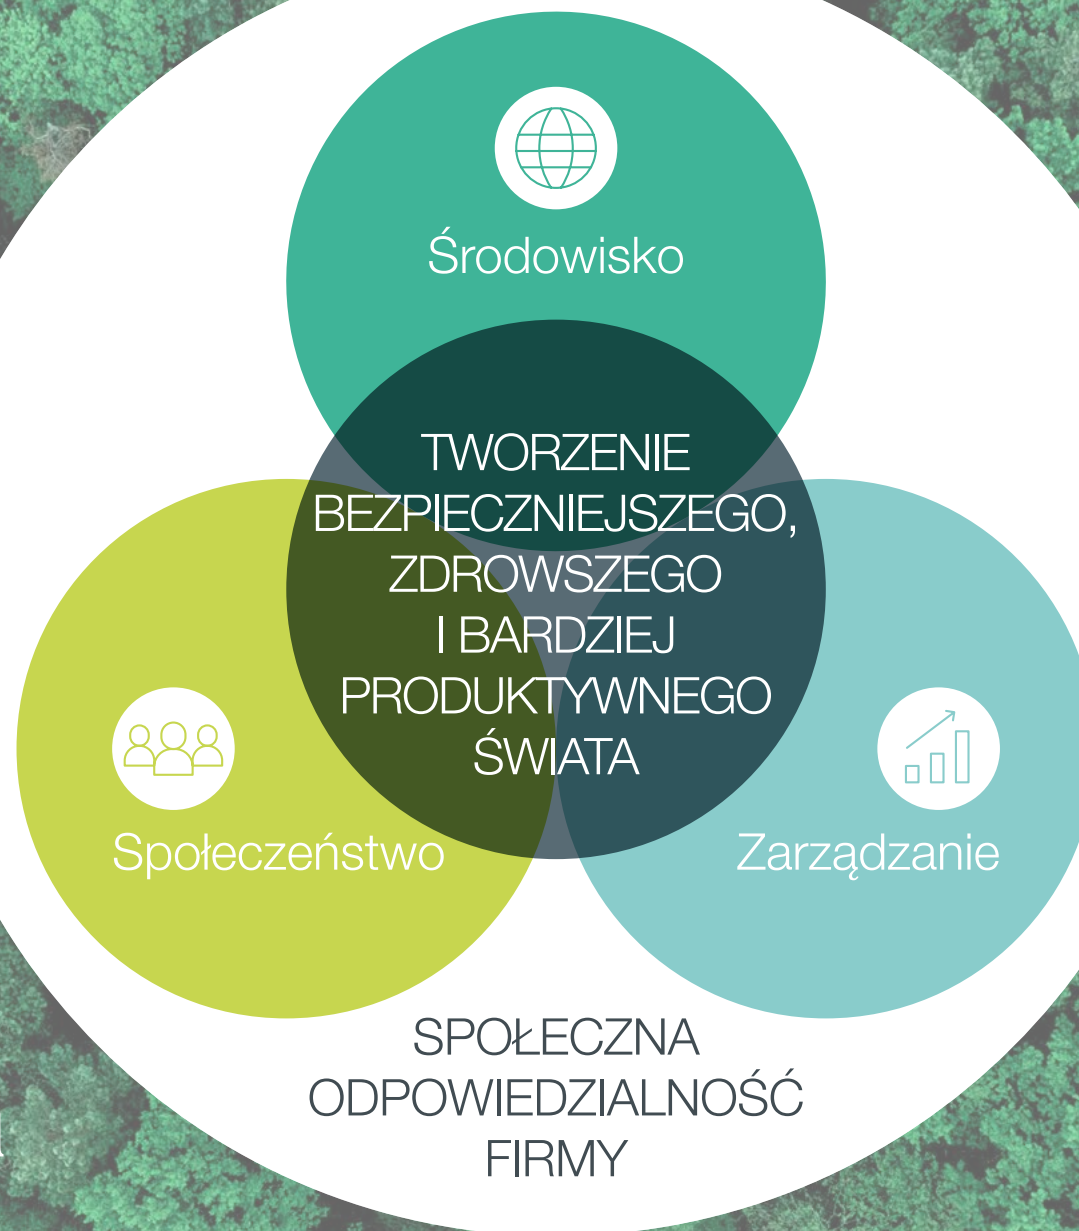 Środowisko
TWORZENIE
BEZPIECZNIEJSZEGO,
ZDROWSZEGO
I BARDZIEJ
PRODUKTYWNEGO
ŚWIATA
Społeczeństwo
Zarządzanie
SPOŁECZNA
ODPOWIEDZIALNOŚĆ
FIRMY